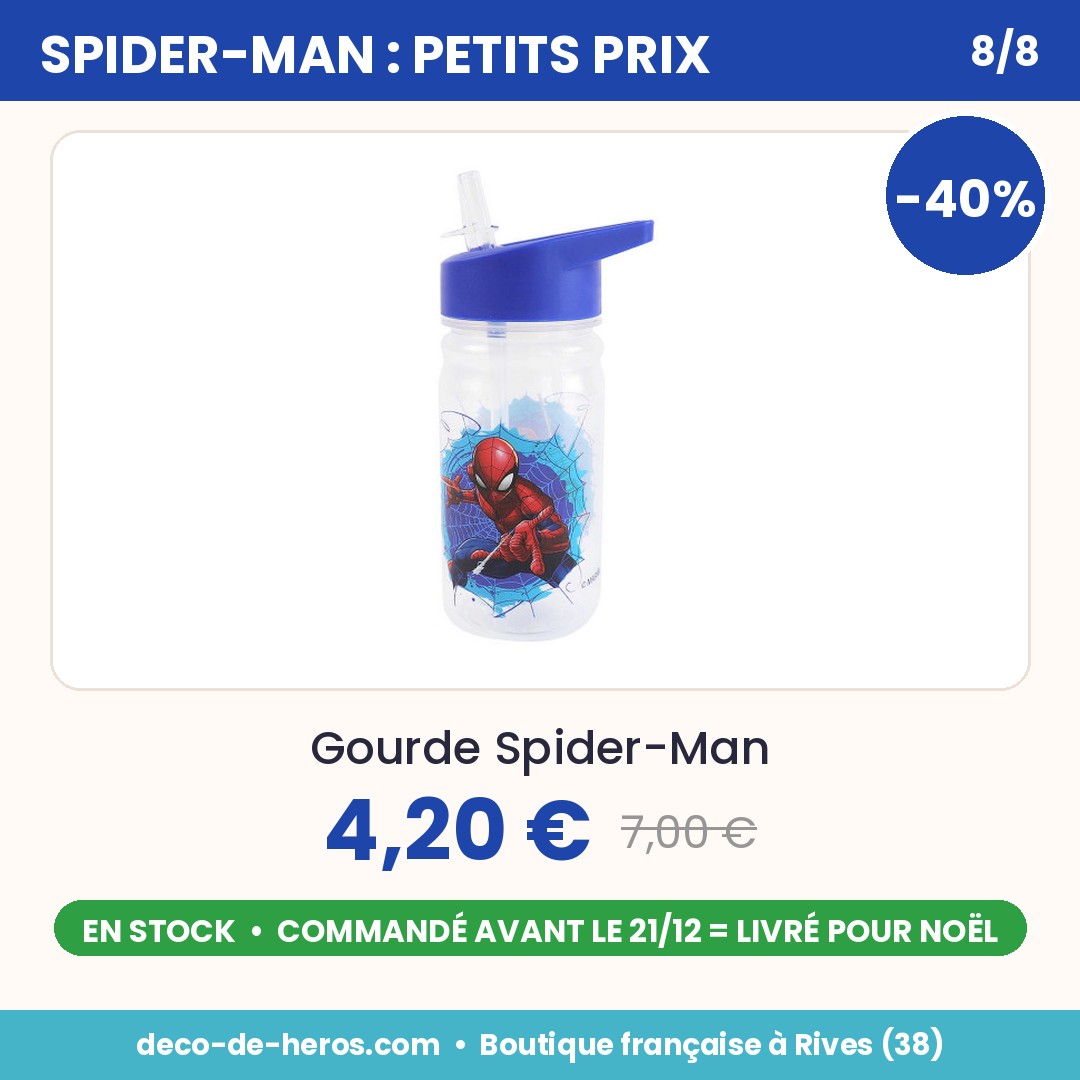 SPIDER-MAN : PETITS PRIX
8/8
-40%
Gourde Spider-Man
4,20 € 7,00 €
EN STOCK • COMMANDÉ AVANT LE 21/12 = LIVRÉ POUR NOËL
deco-de-heros.com • Boutique française à Rives (38)